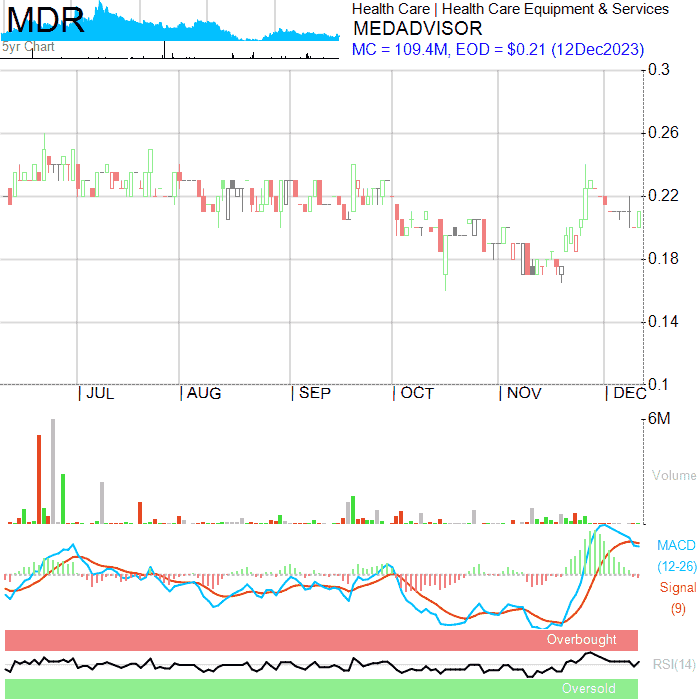 MDR
5yr Chart
Health Care | Health Care Equipment & Services
MEDADVISOR
MC = 109.4M, EOD = $0.21 (12Dec2023)
0.3
0.26
0.22
0.18
0.14
0.1
| JUL | AUG | SEP | OCT | NOV | DEC
6M
Volume
MACD
(12-26)
Signal
(9)
Overbought
RSI(14)
Oversold